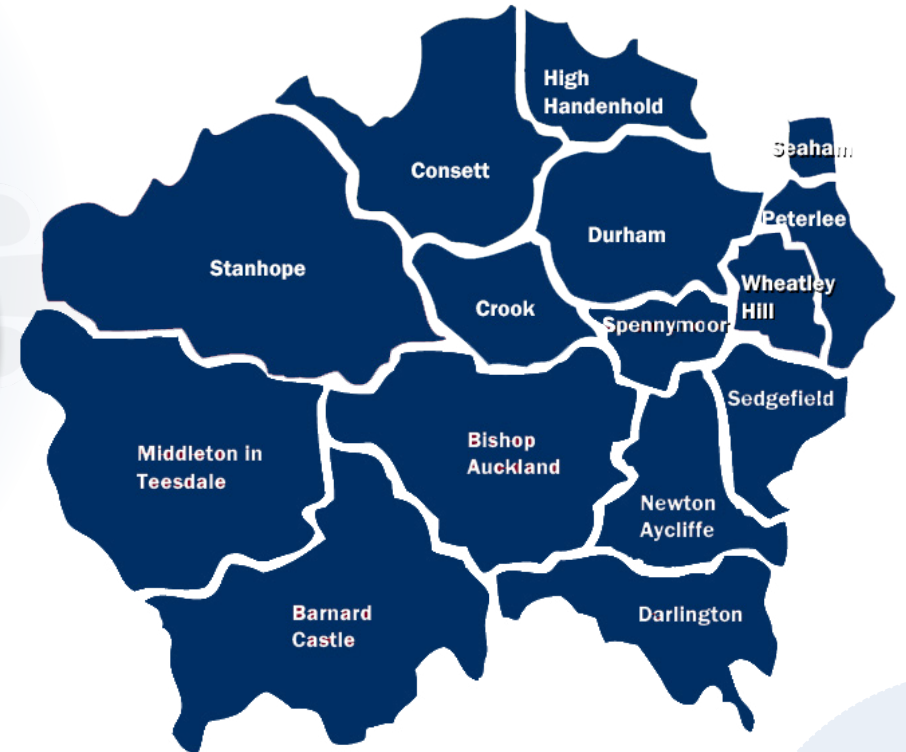 High
Handenhold
Seaham
Consett
Peterlee
Durham
Stanhope
Wheatley
Hill
Crook
Spennymoor
Sedgefield
Bishop
Auckland
Middleton in
Teesdale
Newton
Aycliffe
Barnard
Castle
Darlington